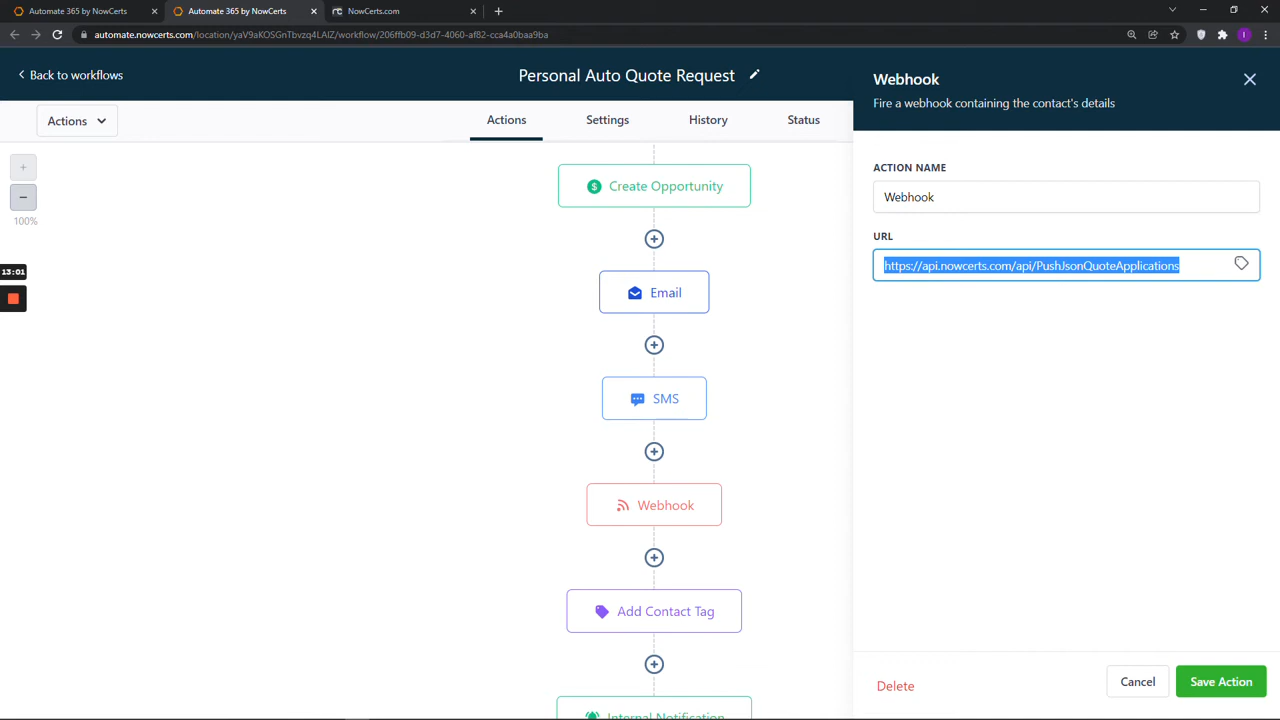 Automate 365 by NowCerts
Automate 365 by NowCerts
NowCerts.com
automate.nowcerts.com/location/yaV9aKOSGnTbvzq4LAIZ/workflow/206ffb09-d3d7-4060-af82-cca4a0baa9ba
Back to workflows
Personal Auto Quote Request
Webhook
Fire a webhook containing the contact's details
Actions
Actions
Settings
History
Status
100%
13:01
Create Opportunity
Email
SMS
Webhook
Add Contact Tag
Internal Notification
ACTION NAME
Webhook
URL
https://api.nowcerts.com/api/PushJsonQuoteApplications
Delete
Cancel
Save Action